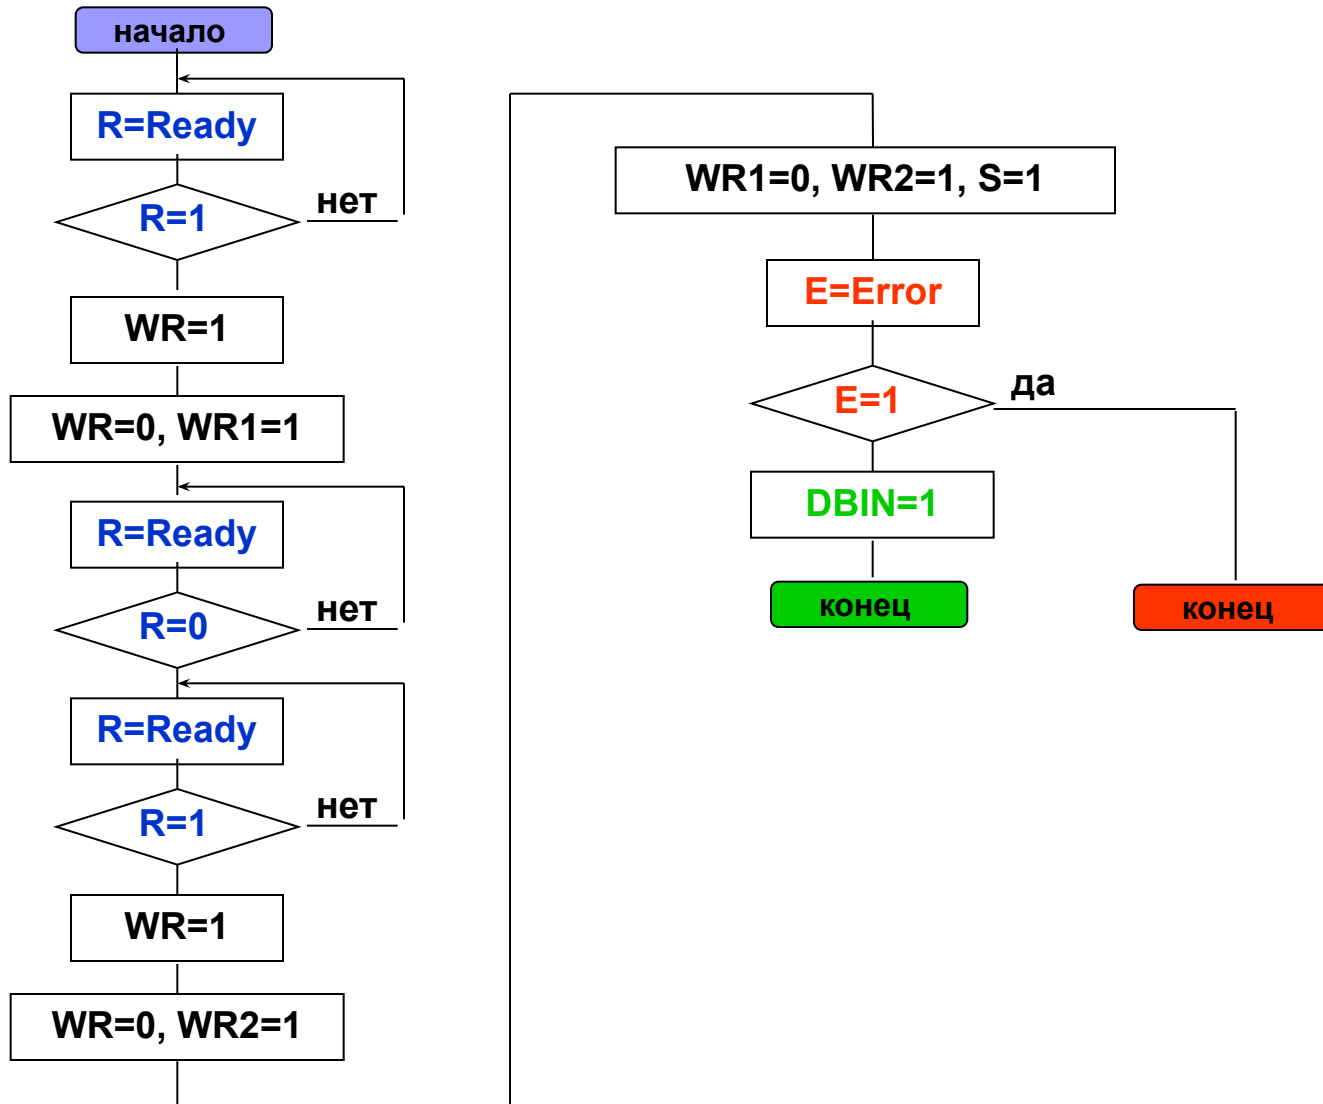 начало
R=Ready
R=1
нет
WR=1
WR=0, WR1=1
R=Ready
R=0
нет
R=Ready
R=1
нет
WR=1
WR=0, WR2=1
WR1=0, WR2=1, S=1
E=Error
E=1
да
DBIN=1
конец
конец